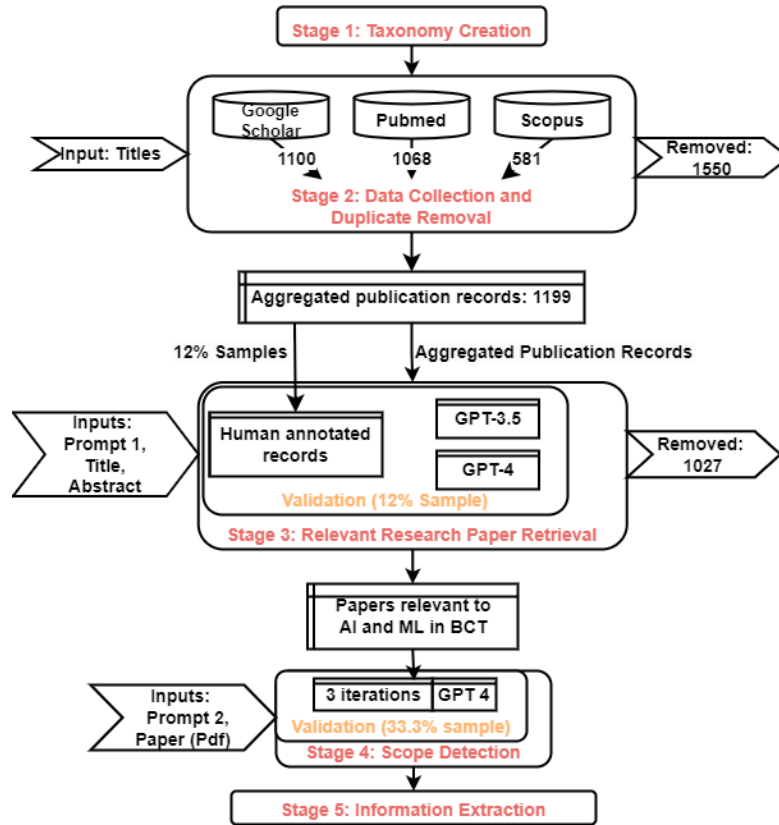 Stage 1: Taxonomy Creation
Google
Scholar
Pubmed
Scopus
1100
1068
581
Input: Titles
Removed:
1550
Stage 2: Data Collection and
Duplicate Removal
Aggregated publication records: 1199
12% Samples
Aggregated Publication Records
Inputs:
Prompt 1,
Title,
Abstract
Human annotated
records
GPT-3.5
GPT-4
Validation (12% Sample)
Removed:
1027
Stage 3: Relevant Research Paper Retrieval
Papers relevant to
AI and ML in BCT
Inputs:
Prompt 2,
Paper (Pdf)
3 iterations
GPT 4
Validation (33.3% sample)
Stage 4: Scope Detection
Stage 5: Information Extraction